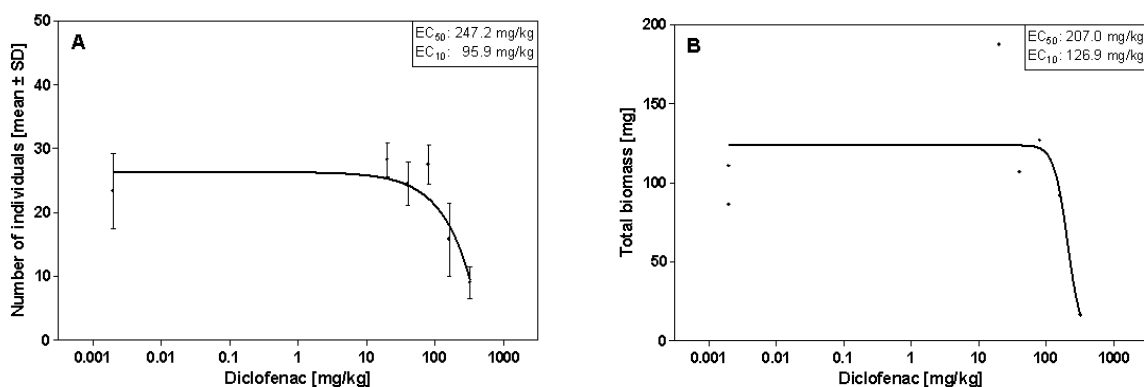 A
EC50: 247.2 mg/kg
EC10: 95.9 mg/kg
Number of individuals [mean ± SD]
50
40
30
20
10
0
0.001 0.01 0.1 1 10 100 1000
Diclofenac [mg/kg]
B
EC50: 207.0 mg/kg
EC10: 126.9 mg/kg
Total biomass [mg]
200
150
100
50
0
0.001 0.01 0.1 1 10 100 1000
Diclofenac [mg/kg]